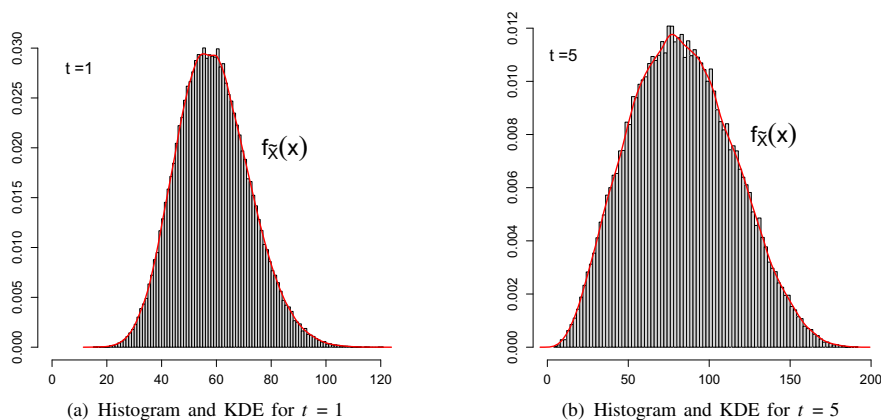 t =1
f_X̃(x)
0.000 0.005 0.010 0.015 0.020 0.025 0.030
0 20 40 60 80 100 120
(a) Histogram and KDE for t = 1
t =5
f_X̃(x)
0.000 0.002 0.004 0.006 0.008 0.010 0.012
0 50 100 150 200
(b) Histogram and KDE for t = 5